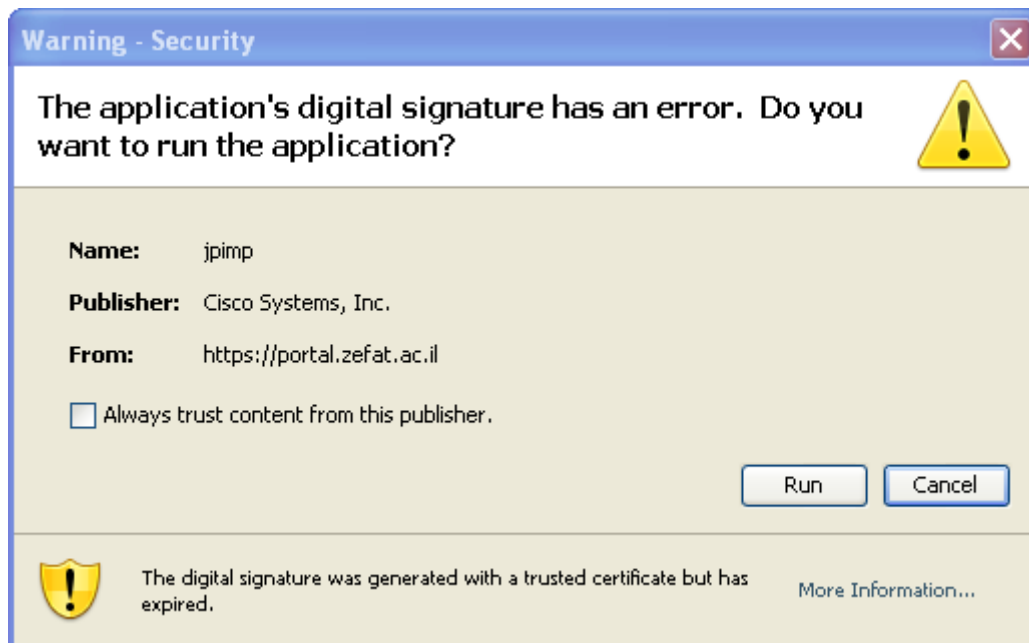 Warning - Security
The application's digital signature has an error. Do you
want to run the application?
Name: jpimp
Publisher: Cisco Systems, Inc.
From: https://portal.zefat.ac.il
Always trust content from this publisher.
Run Cancel
The digital signature was generated with a trusted certificate but has
expired.
More Information...